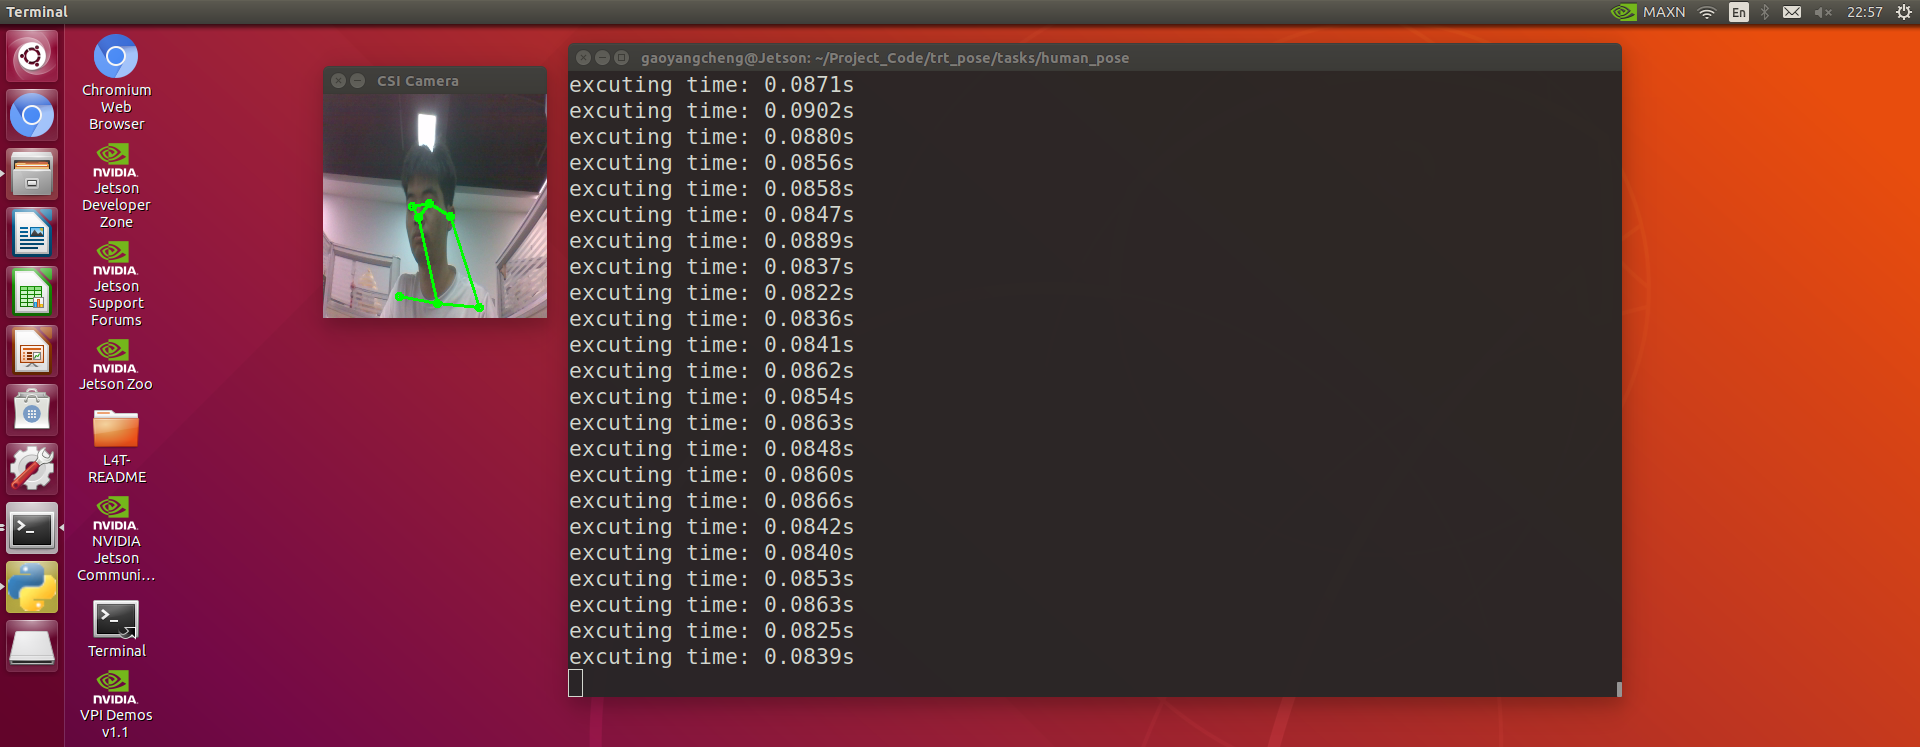 Terminal
MAXN
En
22:57
Chromium
Web
Browser
NVIDIA.
Jetson
Developer
Zone
NVIDIA.
Jetson
Support
Forums
NVIDIA.
Jetson Zoo
L4T-
README
NVIDIA.
NVIDIA
Jetson
Communi...
>_
Terminal
NVIDIA.
VPI Demos
v1.1
>_
CSI Camera
gaoyangcheng@Jetson: ~/Project_Code/trt_pose/tasks/human_pose
excuting time: 0.0871s
excuting time: 0.0902s
excuting time: 0.0880s
excuting time: 0.0856s
excuting time: 0.0858s
excuting time: 0.0847s
excuting time: 0.0889s
excuting time: 0.0837s
excuting time: 0.0822s
excuting time: 0.0836s
excuting time: 0.0841s
excuting time: 0.0862s
excuting time: 0.0854s
excuting time: 0.0863s
excuting time: 0.0848s
excuting time: 0.0860s
excuting time: 0.0866s
excuting time: 0.0842s
excuting time: 0.0840s
excuting time: 0.0853s
excuting time: 0.0863s
excuting time: 0.0825s
excuting time: 0.0839s